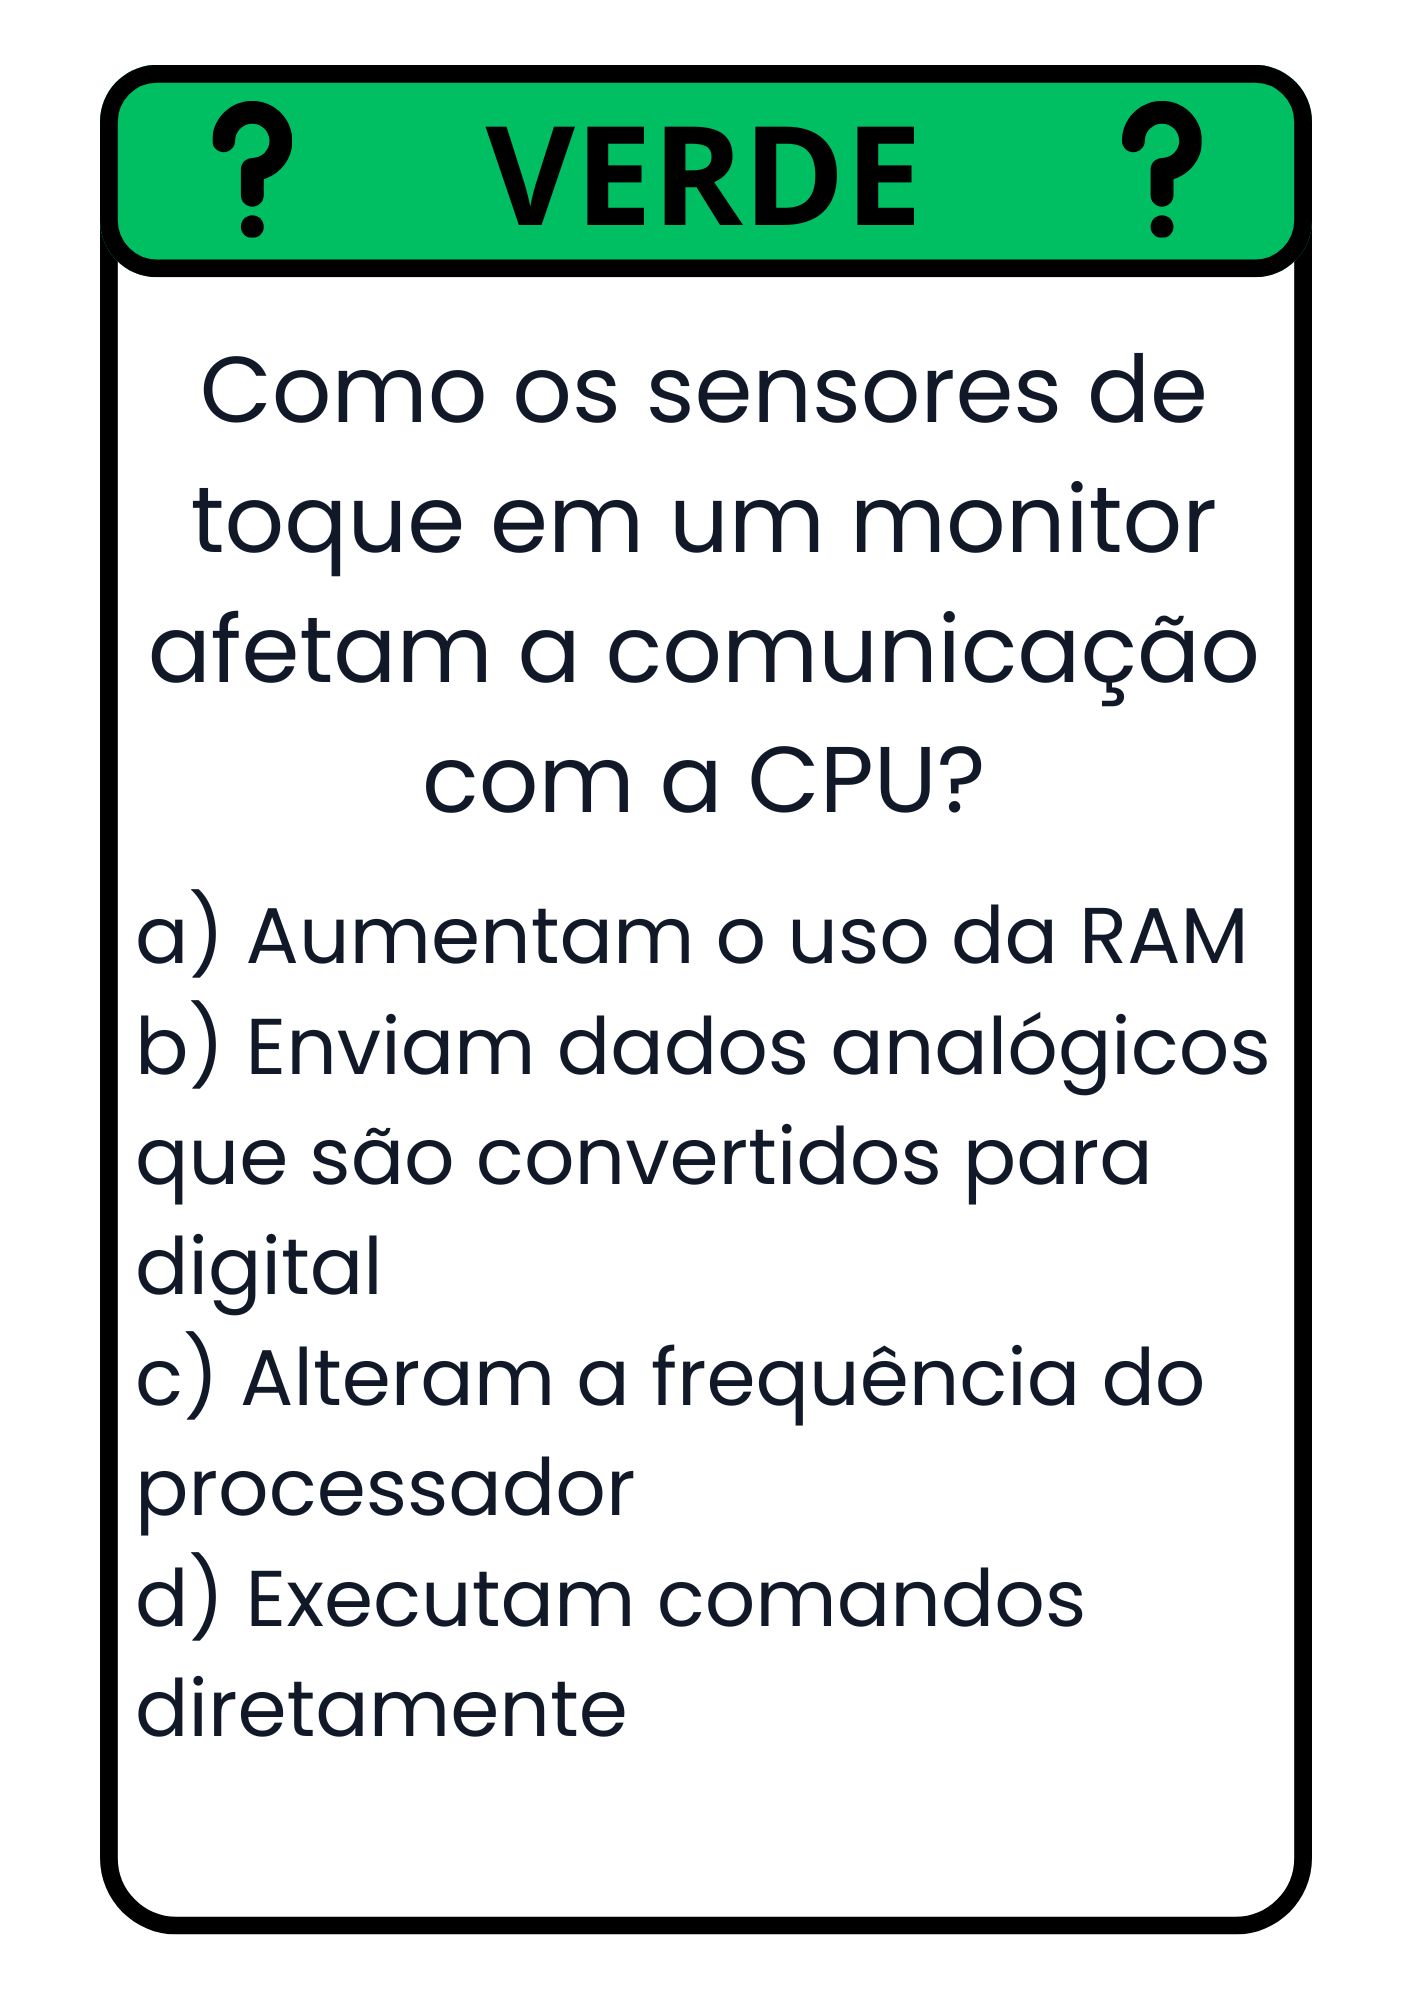 ? VERDE ?
Como os sensores de
toque em um monitor
afetam a comunicação
com a CPU?
a) Aumentam o uso da RAM
b) Enviam dados analógicos
que são convertidos para
digital
c) Alteram a frequência do
processador
d) Executam comandos
diretamente